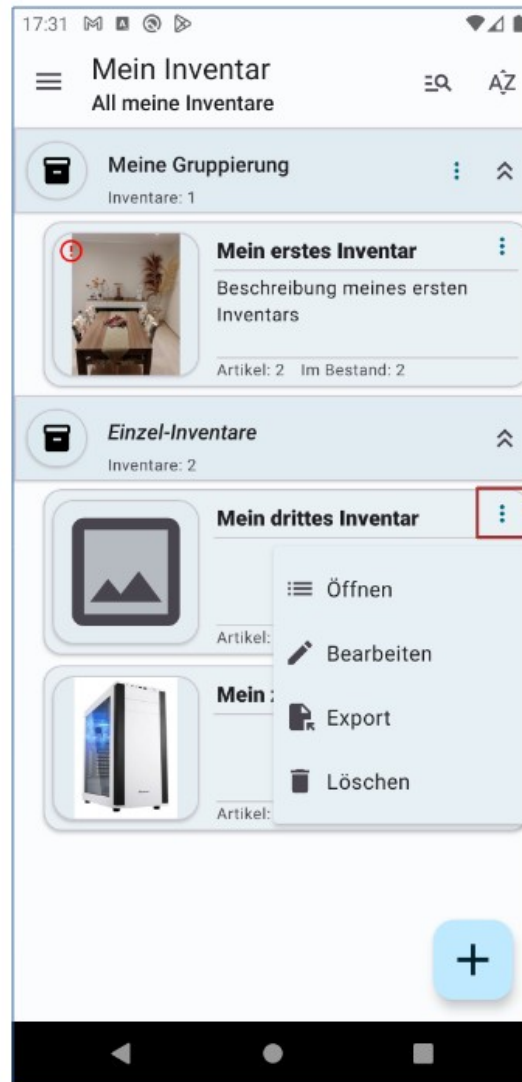 17:31
Mein Inventar
All meine Inventare
AZ
Meine Gruppierung
Inventare: 1
Mein erstes Inventar
Beschreibung meines ersten
Inventars
Artikel: 2 Im Bestand: 2
Einzel-Inventare
Inventare: 2
Mein drittes Inventar
Öffnen
Artikel:
Bearbeiten
Mein
Export
Löschen
Artikel: